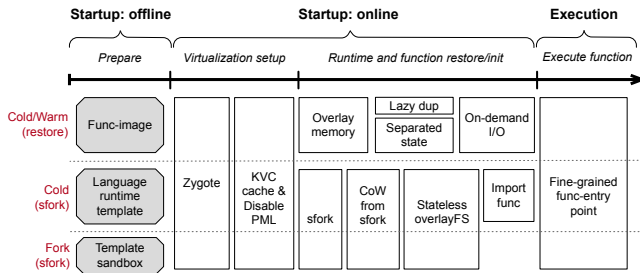 Startup: offline
Startup: online
Execution
Prepare
Virtualization setup
Runtime and function restore/init
Execute function
Cold/Warm
(restore)
Func-image
Overlay
memory
Lazy dup
Separated
state
On-demand
I/O
Cold
(sfork)
Language
runtime
template
Zygote
KVC
cache &
Disable
PML
sfork
CoW
from
sfork
Stateless
overlayFS
Import
func
Fine-grained
func-entry
point
Fork
(sfork)
Template
sandbox